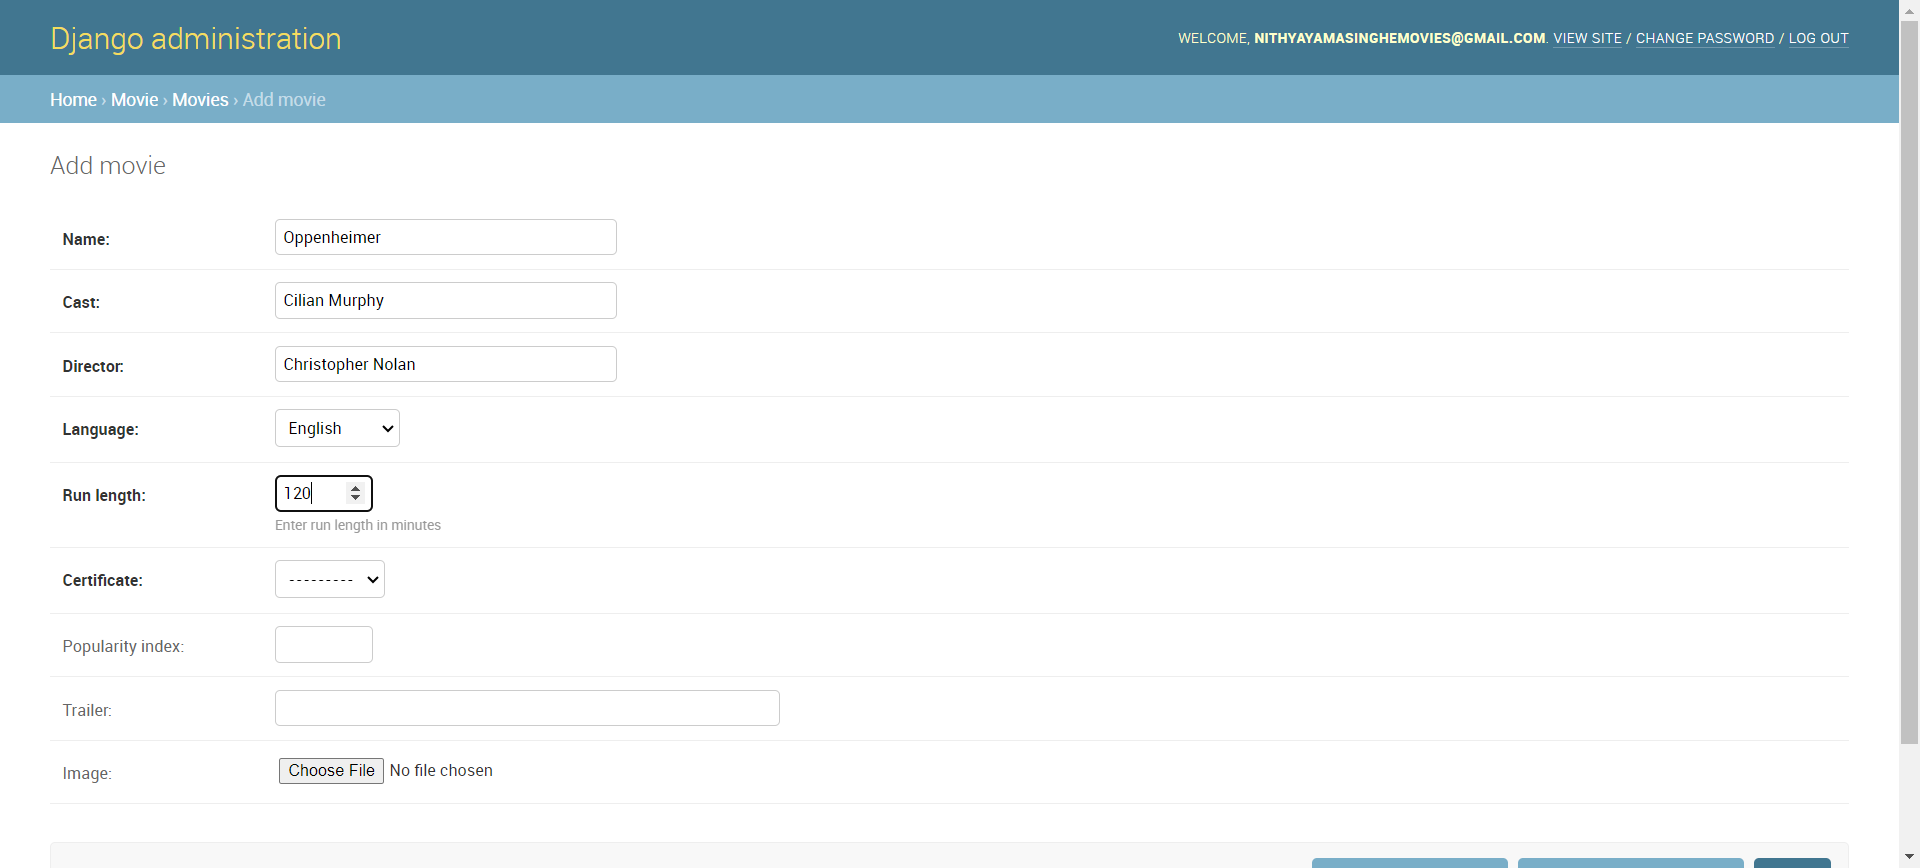 Django administration
WELCOME, NITHYAYAMASINGHEMOVIES@GMAIL.COM. VIEW SITE / CHANGE PASSWORD / LOG OUT
Home › Movie › Movies › Add movie
Add movie
Name: Oppenheimer
Cast: Cilian Murphy
Director: Christopher Nolan
Language: English
Run length: 120
Enter run length in minutes
Certificate: ---------
Popularity index:
Trailer:
Image: Choose File No file chosen